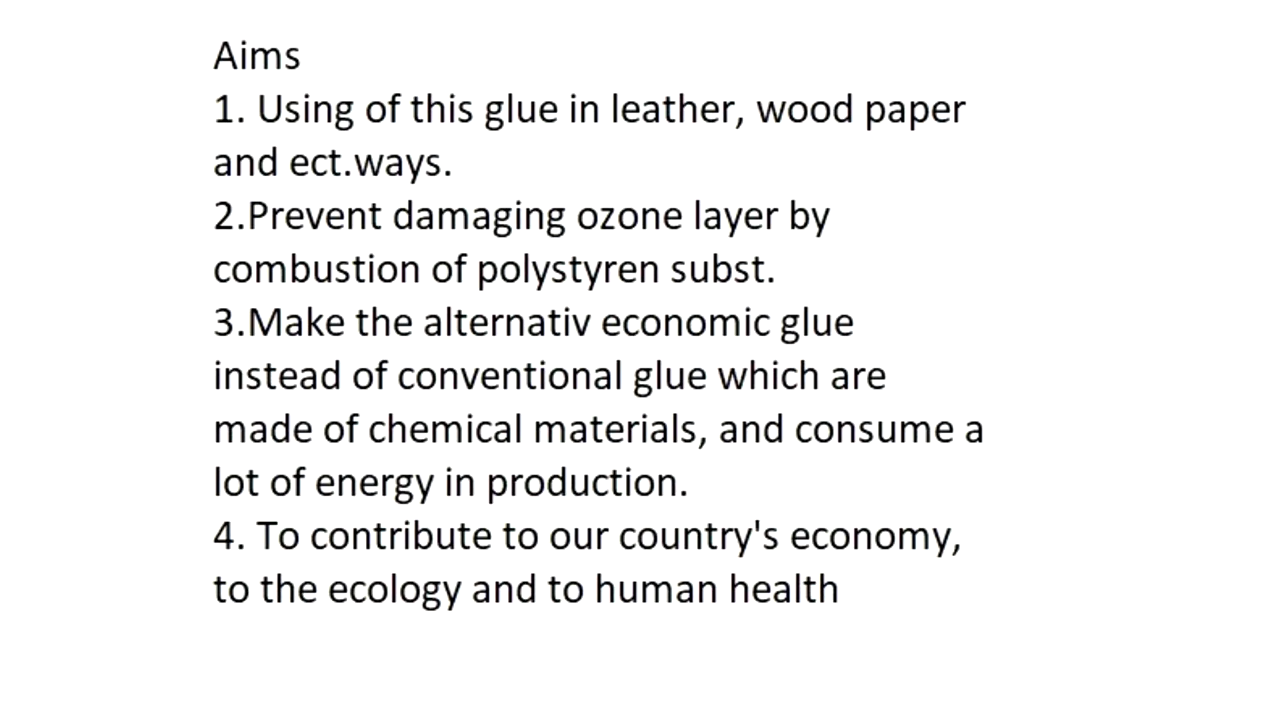 Aims
1. Using of this glue in leather, wood paper
and ect.ways.
2.Prevent damaging ozone layer by
combustion of polystyren subst.
3.Make the alternativ economic glue
instead of conventional glue which are
made of chemical materials, and consume a
lot of energy in production.
4. To contribute to our country's economy,
to the ecology and to human health